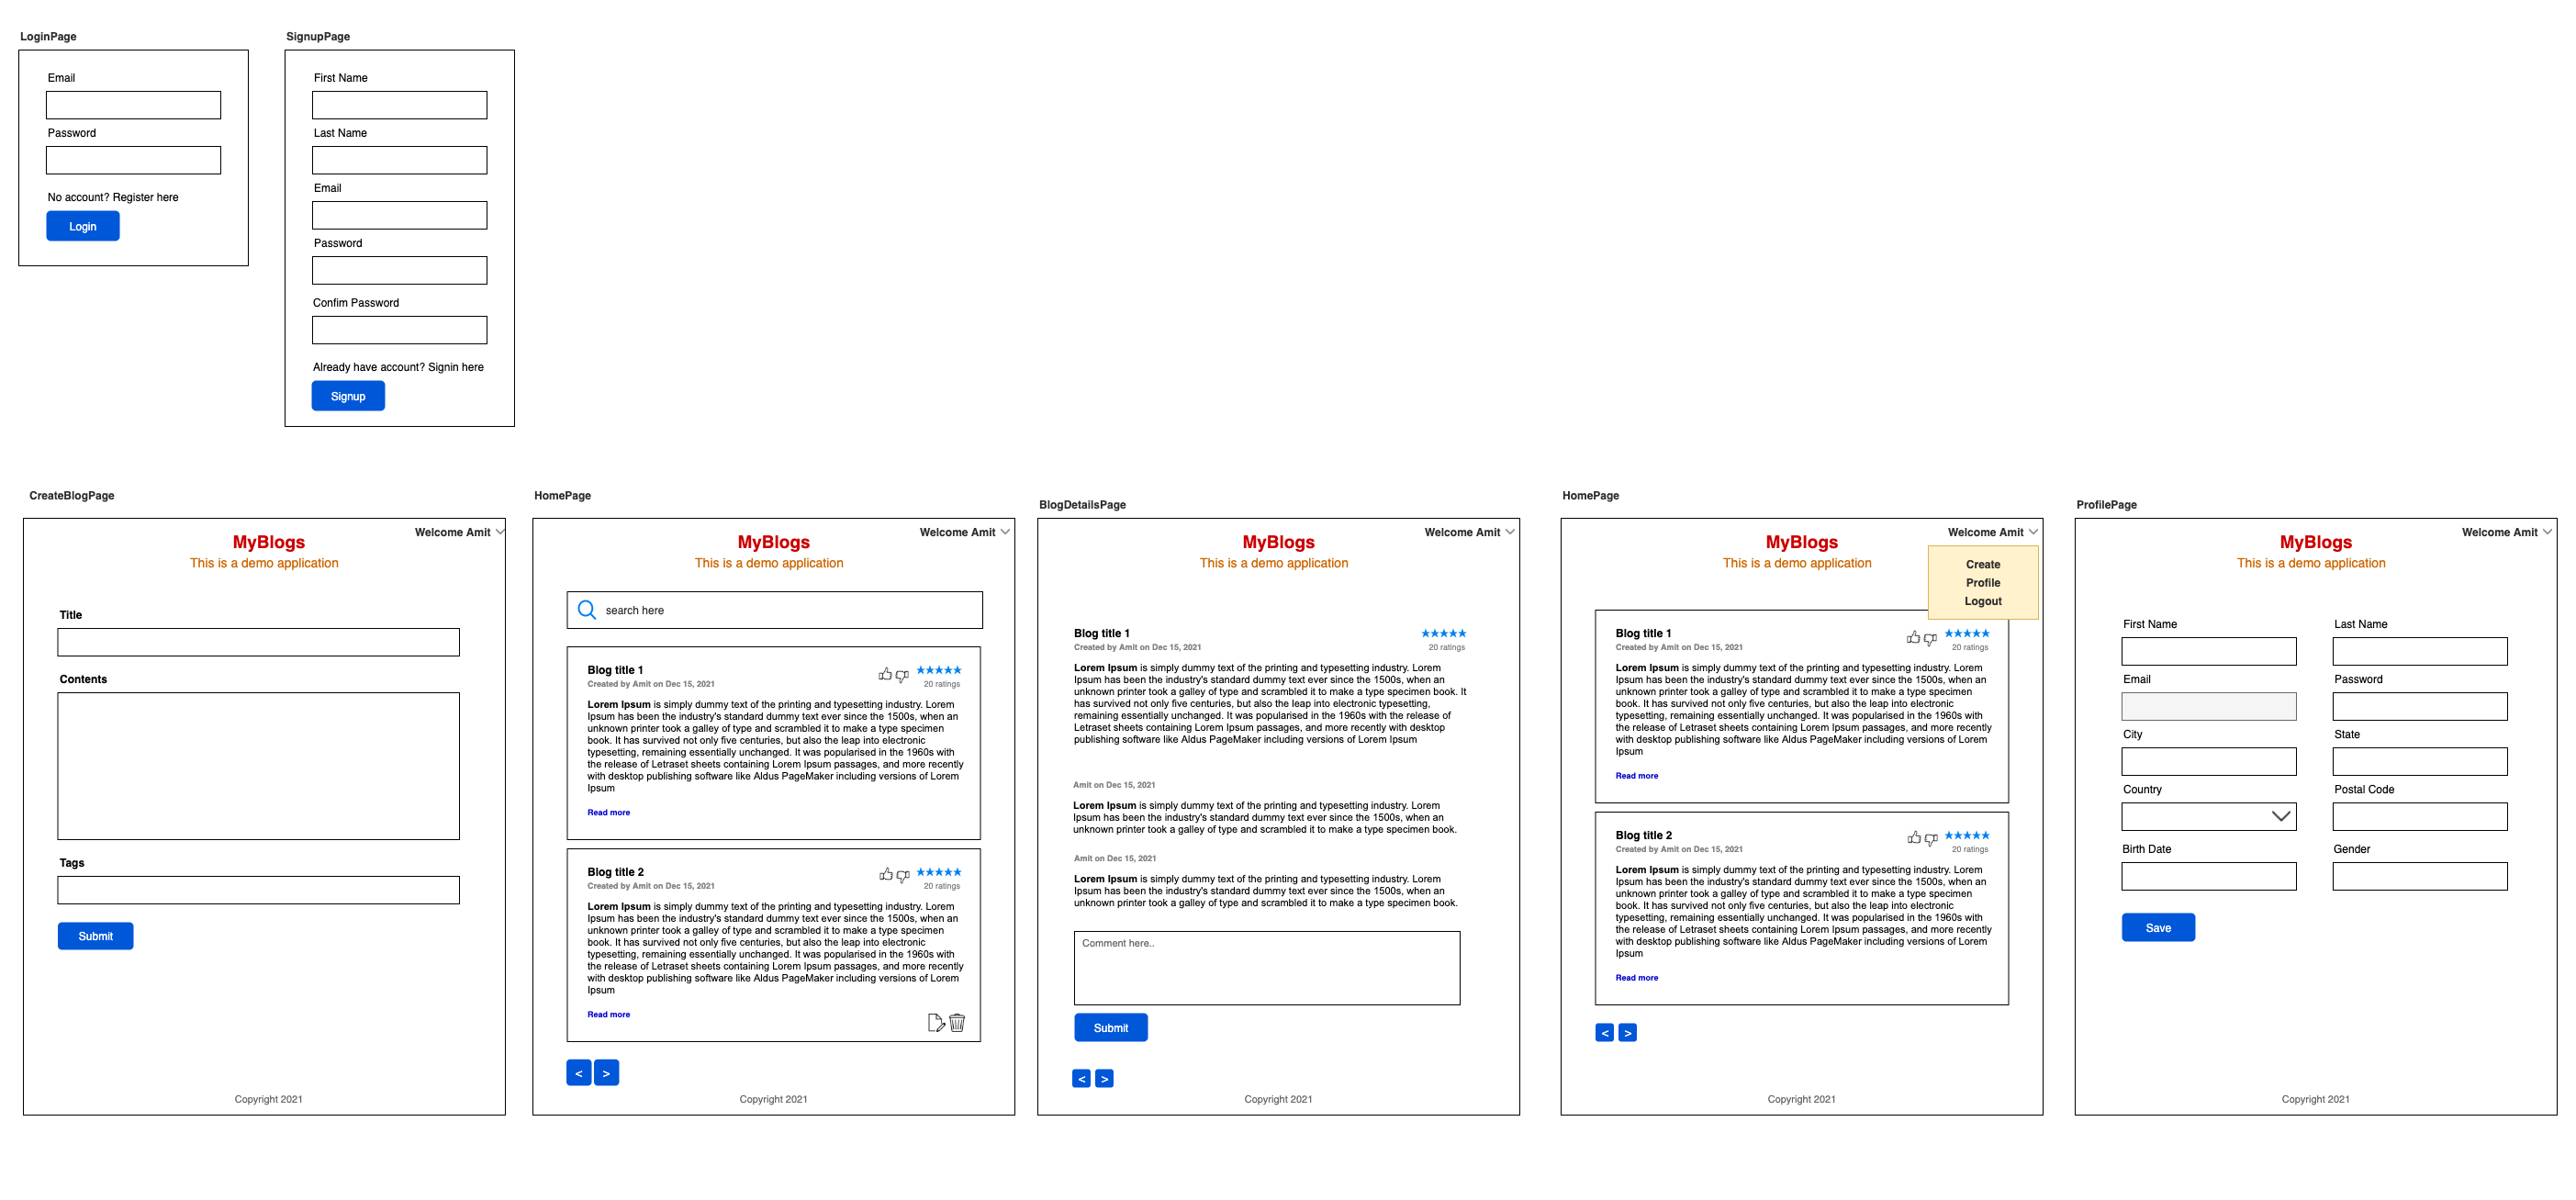 LoginPage
Email
Password
No account? Register here
Login
SignupPage
First Name
Last Name
Email
Password
Confim Password
Already have account? Signin here
Signup
CreateBlogPage
Welcome Amit
MyBlogs
This is a demo application
Title
Contents
Tags
Submit
Copyright 2021
HomePage
Welcome Amit
MyBlogs
This is a demo application
search here
Blog title 1
Created by Amit on Dec 15, 2021
20 ratings
Lorem Ipsum is simply dummy text of the printing and typesetting industry. Lorem
Ipsum has been the industry's standard dummy text ever since the 1500s, when an
unknown printer took a galley of type and scrambled it to make a type specimen
book. It has survived not only five centuries, but also the leap into electronic
typesetting, remaining essentially unchanged. It was popularised in the 1960s with
the release of Letraset sheets containing Lorem Ipsum passages, and more recently
with desktop publishing software like Aldus PageMaker including versions of Lorem
Ipsum
Read more
Blog title 2
Created by Amit on Dec 15, 2021
20 ratings
Lorem Ipsum is simply dummy text of the printing and typesetting industry. Lorem
Ipsum has been the industry's standard dummy text ever since the 1500s, when an
unknown printer took a galley of type and scrambled it to make a type specimen
book. It has survived not only five centuries, but also the leap into electronic
typesetting, remaining essentially unchanged. It was popularised in the 1960s with
the release of Letraset sheets containing Lorem Ipsum passages, and more recently
with desktop publishing software like Aldus PageMaker including versions of Lorem
Ipsum
Read more
< >
Copyright 2021
BlogDetailsPage
Welcome Amit
MyBlogs
This is a demo application
Blog title 1
Created by Amit on Dec 15, 2021
20 ratings
Lorem Ipsum is simply dummy text of the printing and typesetting industry. Lorem
Ipsum has been the industry's standard dummy text ever since the 1500s, when an
unknown printer took a galley of type and scrambled it to make a type specimen book. It
has survived not only five centuries, but also the leap into electronic typesetting,
remaining essentially unchanged. It was popularised in the 1960s with the release of
Letraset sheets containing Lorem Ipsum passages, and more recently with desktop
publishing software like Aldus PageMaker including versions of Lorem Ipsum
Amit on Dec 15, 2021
Lorem Ipsum is simply dummy text of the printing and typesetting industry. Lorem
Ipsum has been the industry's standard dummy text ever since the 1500s, when an
unknown printer took a galley of type and scrambled it to make a type specimen book.
Amit on Dec 15, 2021
Lorem Ipsum is simply dummy text of the printing and typesetting industry. Lorem
Ipsum has been the industry's standard dummy text ever since the 1500s, when an
unknown printer took a galley of type and scrambled it to make a type specimen book.
Comment here..
Submit
< >
Copyright 2021
HomePage
Welcome Amit
MyBlogs
This is a demo application
Create
Profile
Logout
Blog title 1
Created by Amit on Dec 15, 2021
20 ratings
Lorem Ipsum is simply dummy text of the printing and typesetting industry. Lorem
Ipsum has been the industry's standard dummy text ever since the 1500s, when an
unknown printer took a galley of type and scrambled it to make a type specimen
book. It has survived not only five centuries, but also the leap into electronic
typesetting, remaining essentially unchanged. It was popularised in the 1960s with
the release of Letraset sheets containing Lorem Ipsum passages, and more recently
with desktop publishing software like Aldus PageMaker including versions of Lorem
Ipsum
Read more
Blog title 2
Created by Amit on Dec 15, 2021
20 ratings
Lorem Ipsum is simply dummy text of the printing and typesetting industry. Lorem
Ipsum has been the industry's standard dummy text ever since the 1500s, when an
unknown printer took a galley of type and scrambled it to make a type specimen
book. It has survived not only five centuries, but also the leap into electronic
typesetting, remaining essentially unchanged. It was popularised in the 1960s with
the release of Letraset sheets containing Lorem Ipsum passages, and more recently
with desktop publishing software like Aldus PageMaker including versions of Lorem
Ipsum
Read more
< >
Copyright 2021
ProfilePage
Welcome Amit
MyBlogs
This is a demo application
First Name
Last Name
Email
Password
City
State
Country
Postal Code
Birth Date
Gender
Save
Copyright 2021